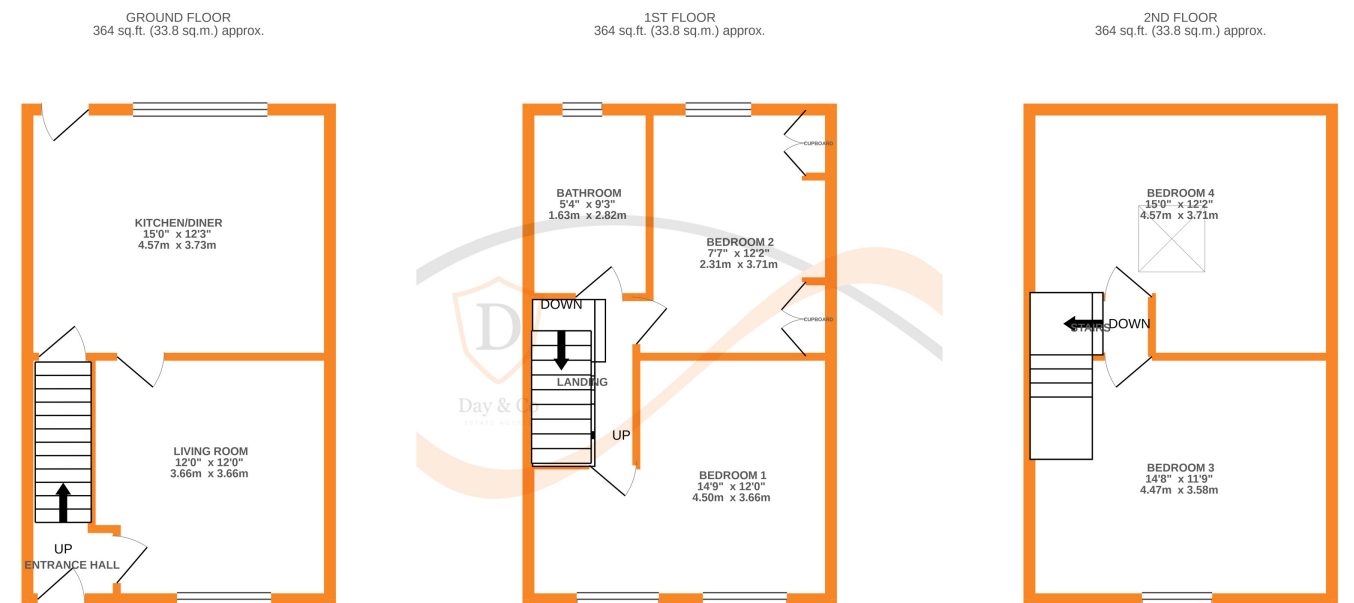 GROUND FLOOR
364 sq.ft. (33.8 sq.m.) approx.
KITCHEN/DINER
15'0" x 12'3"
4.57m x 3.73m
LIVING ROOM
12'0" x 12'0"
3.66m x 3.66m
UP
ENTRANCE HALL
1ST FLOOR
364 sq.ft. (33.8 sq.m.) approx.
CUPBOARD
BATHROOM
5'4" x 9'3"
1.63m x 2.82m
BEDROOM 2
7'7" x 12'2"
2.31m x 3.71m
DOWN
CUPBOARD
D
LANDING
Day & Co
ESTATE AGENTS
UP
BEDROOM 1
14'9" x 12'0"
4.50m x 3.66m
2ND FLOOR
364 sq.ft. (33.8 sq.m.) approx.
BEDROOM 4
15'0" x 12'2"
4.57m x 3.71m
STAIRS
DOWN
BEDROOM 3
14'8" x 11'9"
4.47m x 3.58m